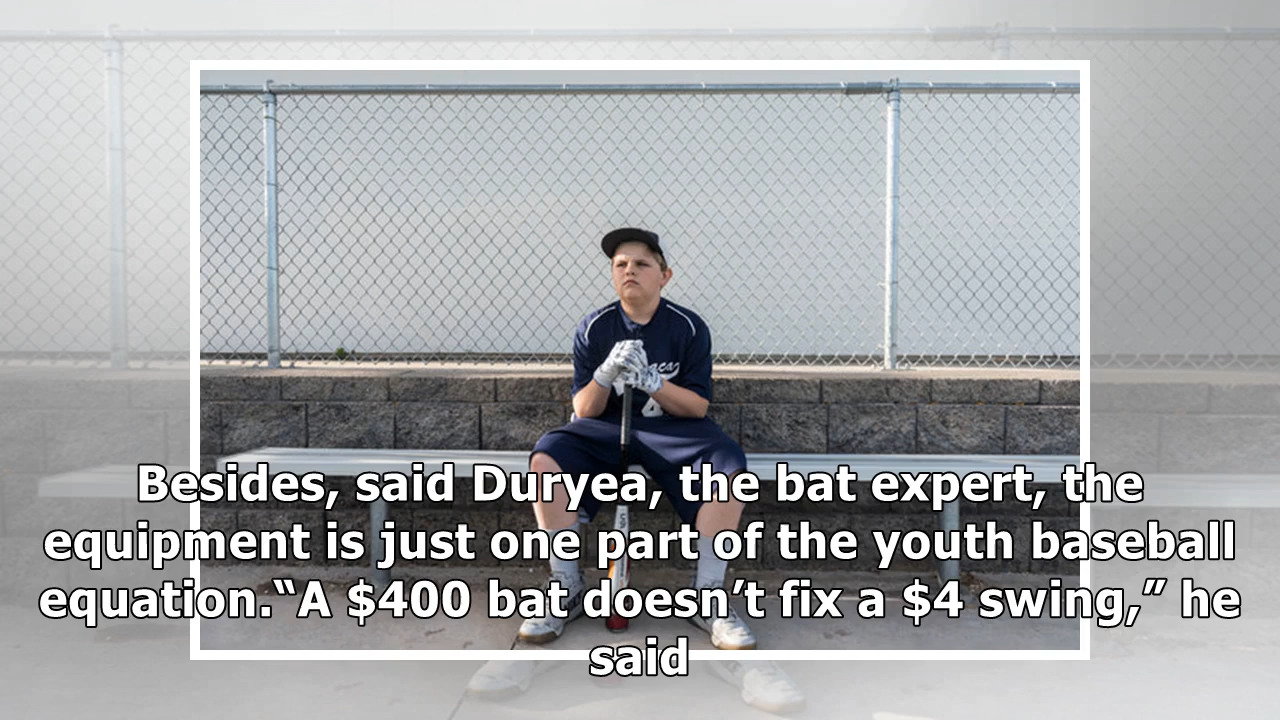 Besides, said Duryea, the bat expert, the
equipment is just one part of the youth baseball
equation.“A $400 bat doesn’t fix a $4 swing,” he
said
4